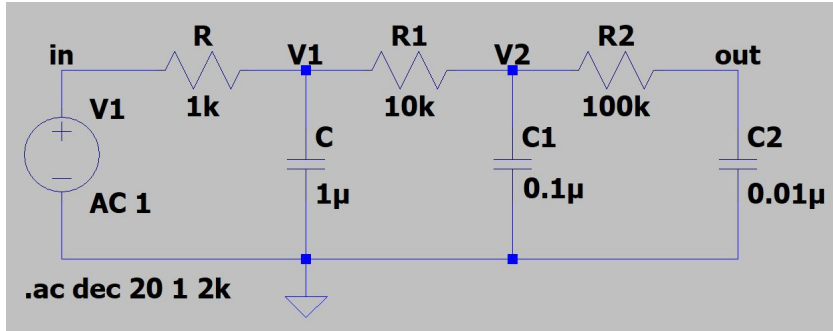 in R V1 R1 V2 R2 out
V1 1k 10k 100k
C C1 C2
AC 1 1µ 0.1µ 0.01µ
.ac dec 20 1 2k